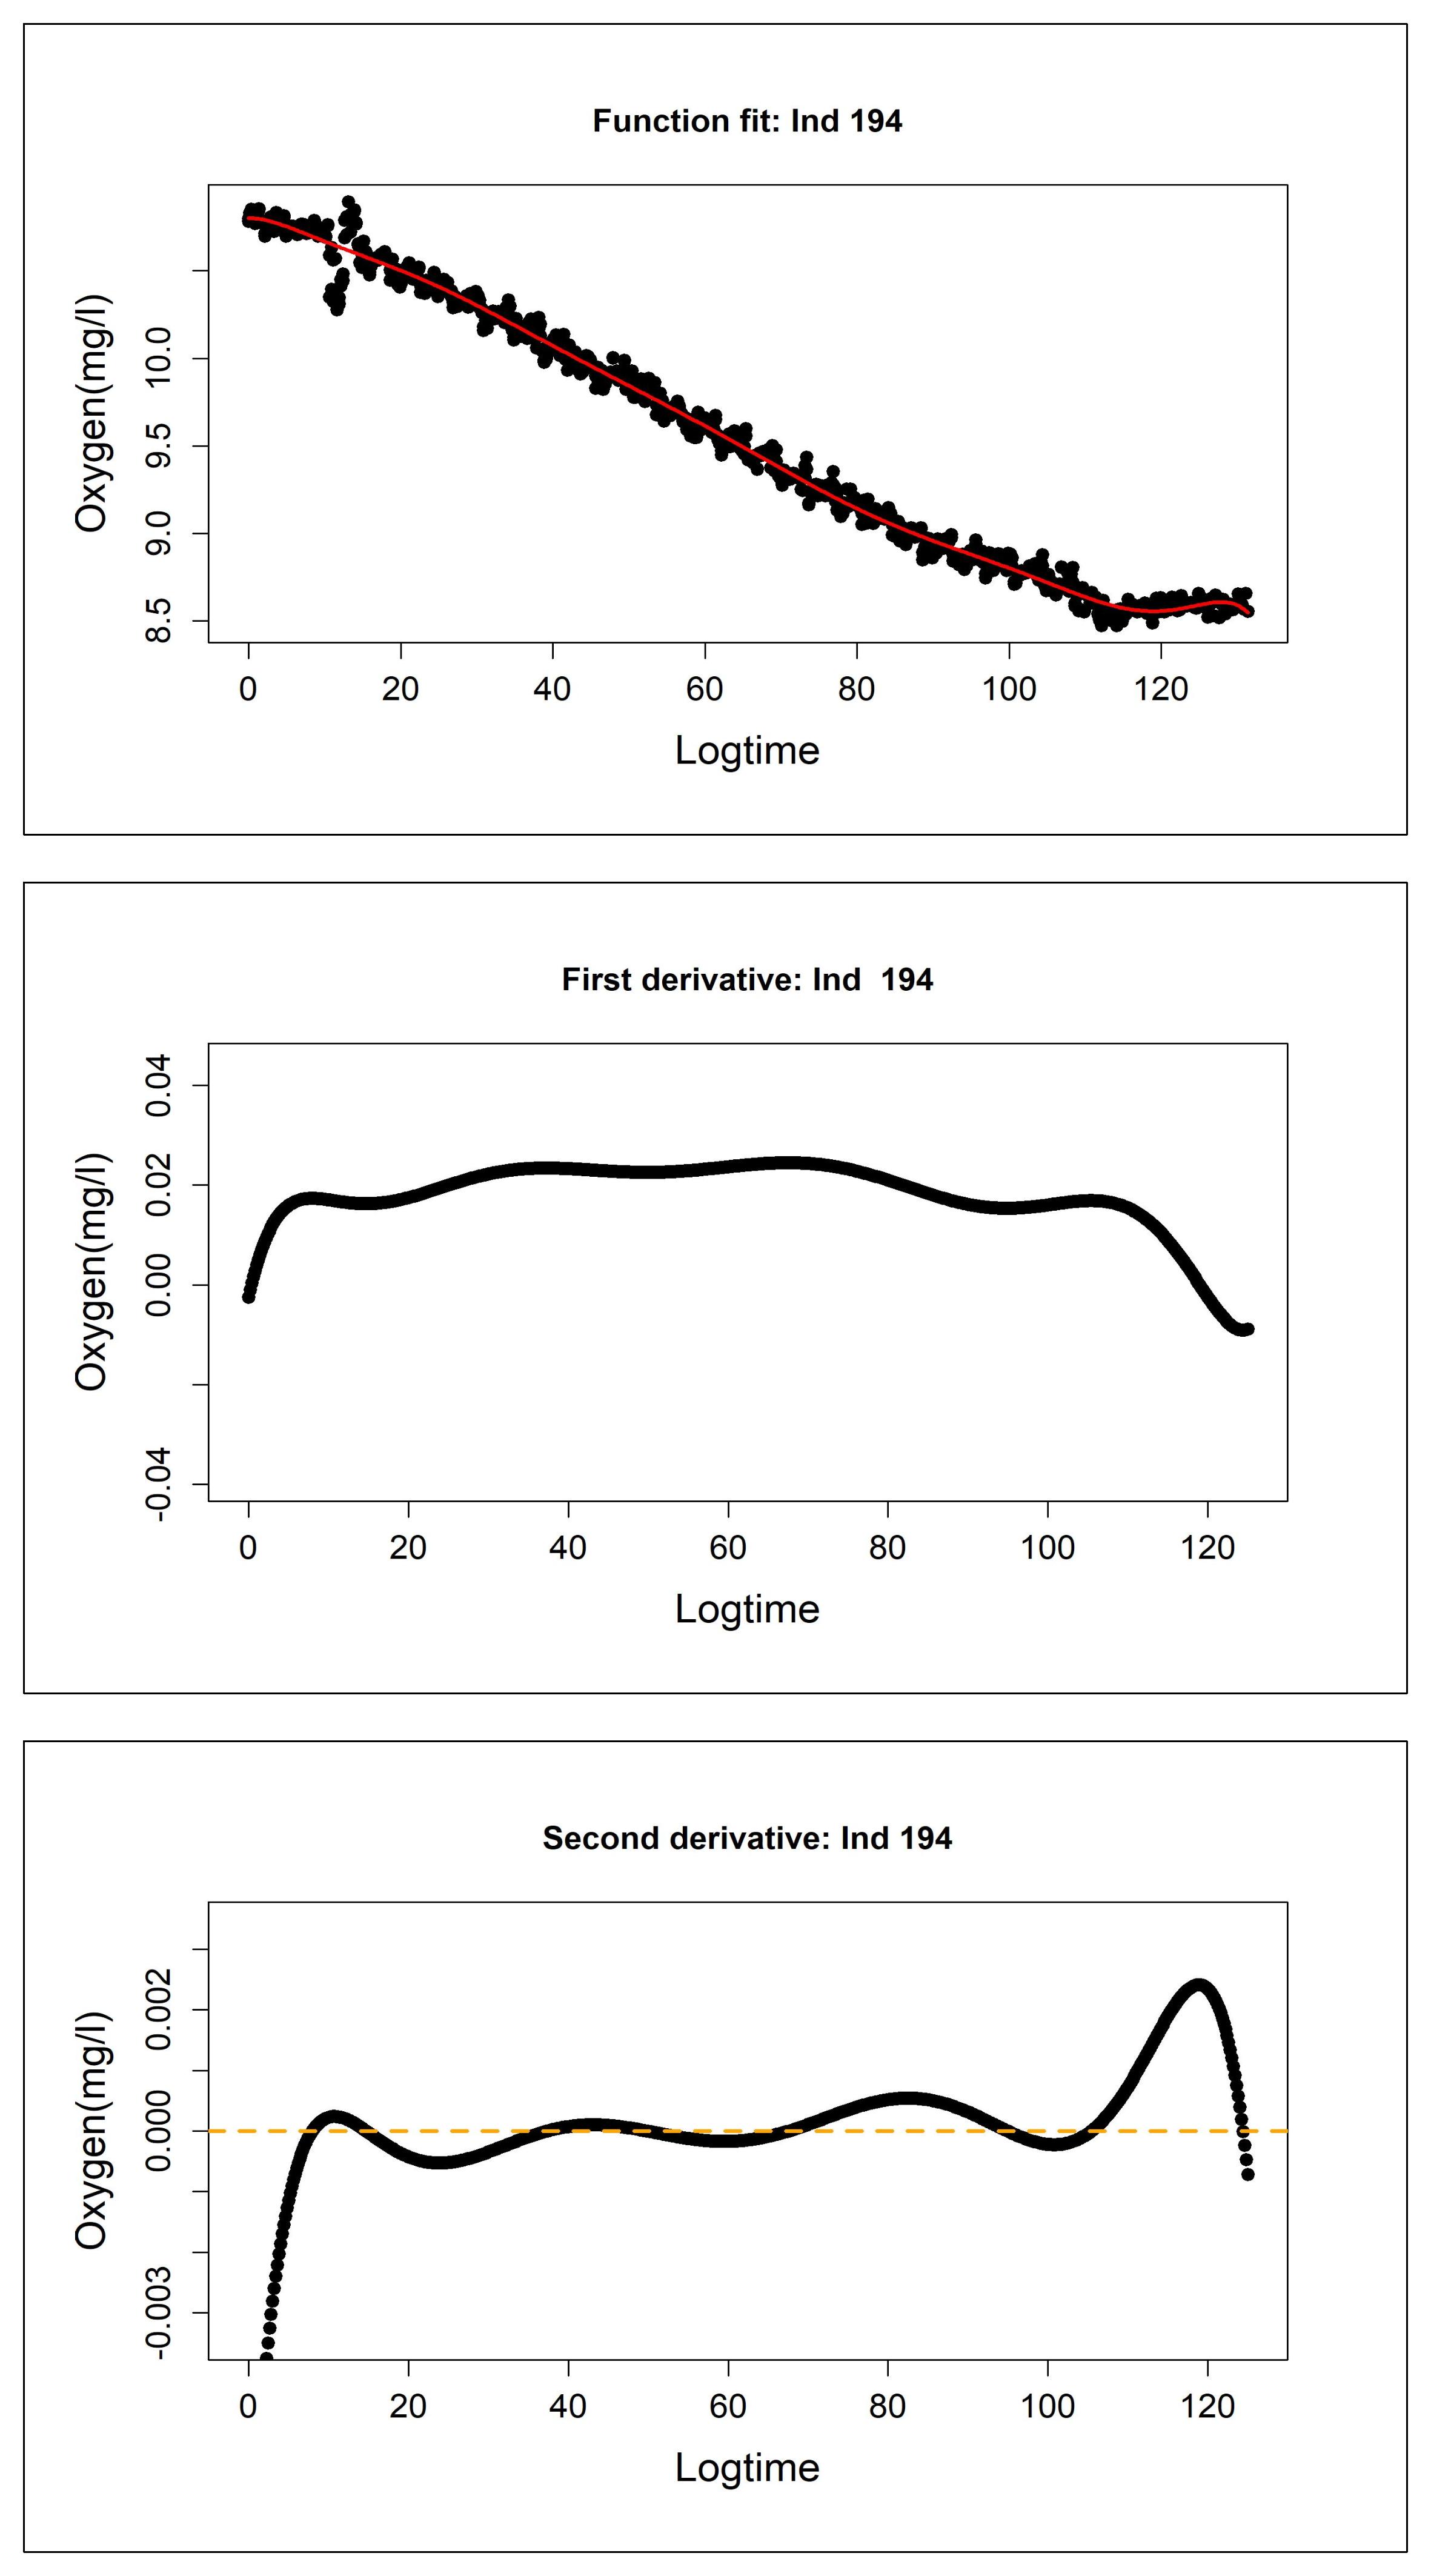 Function fit: Ind 194
Oxygen(mg/l)
10.0
9.5
9.0
8.5
0 20 40 60 80 100 120
Logtime
First derivative: Ind  194
Oxygen(mg/l)
0.04
0.02
0.00
-0.04
0 20 40 60 80 100 120
Logtime
Second derivative: Ind 194
Oxygen(mg/l)
0.002
0.000
-0.003
0 20 40 60 80 100 120
Logtime